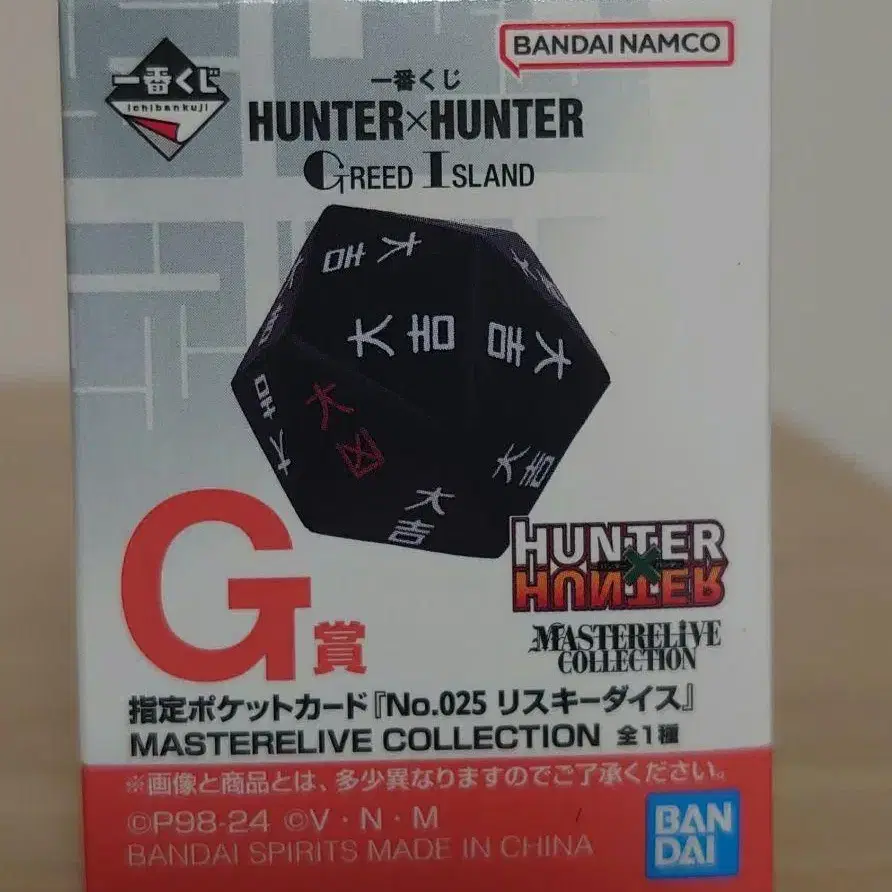 一番くじ
ichibankuji
BANDAI NAMCO
一番くじ
HUNTER×HUNTER
GREED ISLAND
大吉
大吉
大吉
大吉
大凶
大吉
大吉
HUNTER
×
HUNTER
MASTERELIVE
COLLECTION
G賞
指定ポケットカード『No.025 リスキーダイス』
MASTERELIVE COLLECTION 全1種
※画像と商品とは、多少異なりますのでご了承ください。
©P98-24 ©V・N・M
BANDAI SPIRITS MADE IN CHINA
BAN
DAI